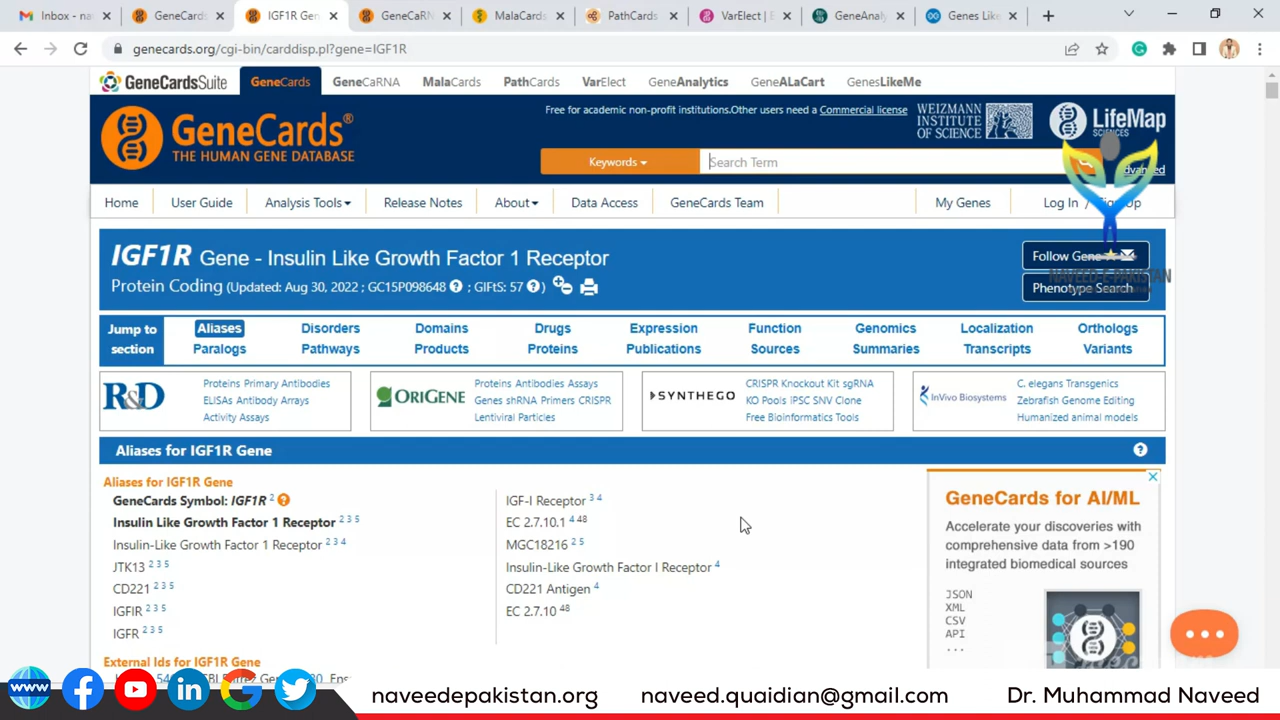 Inbox - na
GeneCards
IGF1R Gen
GeneCaRN
MalaCards
PathCards
VarElect | E
GeneAnaly
Genes Like
genecards.org/cgi-bin/carddisp.pl?gene=IGF1R
GeneCardsSuite GeneCards GeneCaRNA MalaCards PathCards VarElect GeneAnalytics GeneALaCart GenesLikeMe
Free for academic non-profit institutions.Other users need a Commercial license
WEIZMANN INSTITUTE OF SCIENCE
LifeMap SCIENCES
GeneCards®
THE HUMAN GENE DATABASE
Keywords Search Term
Advanced
Home User Guide Analysis Tools Release Notes About Data Access GeneCards Team My Genes Log In / Sign Up
IGF1R Gene - Insulin Like Growth Factor 1 Receptor
Follow Gene
Protein Coding (Updated: Aug 30, 2022 ; GC15P098648 ? ; GIFtS: 57 ? )
Phenotype Search
NAVEED-E-PAKISTAN
Jump to section
Aliases Disorders Domains Drugs Expression Function Genomics Localization Orthologs
Paralogs Pathways Products Proteins Publications Sources Summaries Transcripts Variants
R&D
Proteins Primary Antibodies
ELISAs Antibody Arrays
Activity Assays
ORIGENE
Proteins Antibodies Assays
Genes shRNA Primers CRISPR
Lentiviral Particles
SYNTHEGO
CRISPR Knockout Kit sgRNA
KO Pools iPSC SNV Clone
Free Bioinformatics Tools
InVivo Biosystems
C. elegans Transgenics
Zebrafish Genome Editing
Humanized animal models
Aliases for IGF1R Gene ?
Aliases for IGF1R Gene
GeneCards Symbol: IGF1R 2 ?
Insulin Like Growth Factor 1 Receptor 2 3 5
Insulin-Like Growth Factor 1 Receptor 2 3 4
JTK13 2 3 5
CD221 2 3 5
IGFIR 2 3 5
IGFR 2 3 5
IGF-I Receptor 3 4
EC 2.7.10.1 4 48
MGC18216 2 5
Insulin-Like Growth Factor I Receptor 4
CD221 Antigen 4
EC 2.7.10 48
External Ids for IGF1R Gene
GeneCards for AI/ML
Accelerate your discoveries with
comprehensive data from >190
integrated biomedical sources
JSON
XML
CSV
API
...
www
naveedepakistan.org naveed.quaidian@gmail.com Dr. Muhammad Naveed